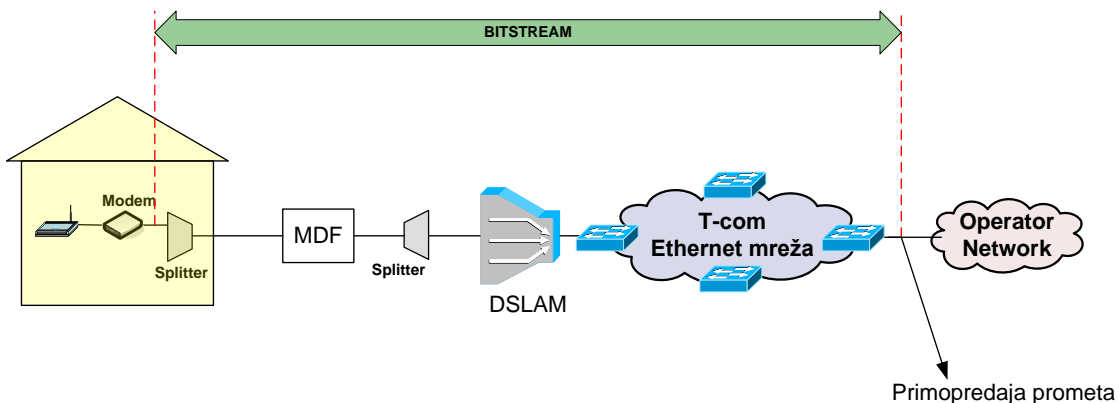 BITSTREAM
Modem
Splitter
MDF
Splitter
DSLAM
T-com
Ethernet mreža
Operator
Network
Primopredaja prometa